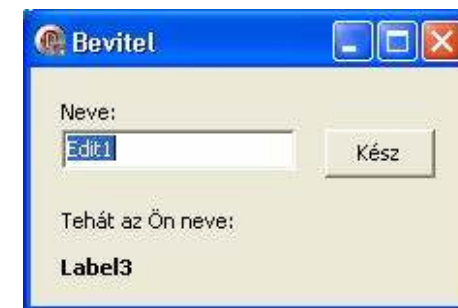 Bevitel
Neve:
Edit1
Kész
Tehát az Ön neve:
Label3